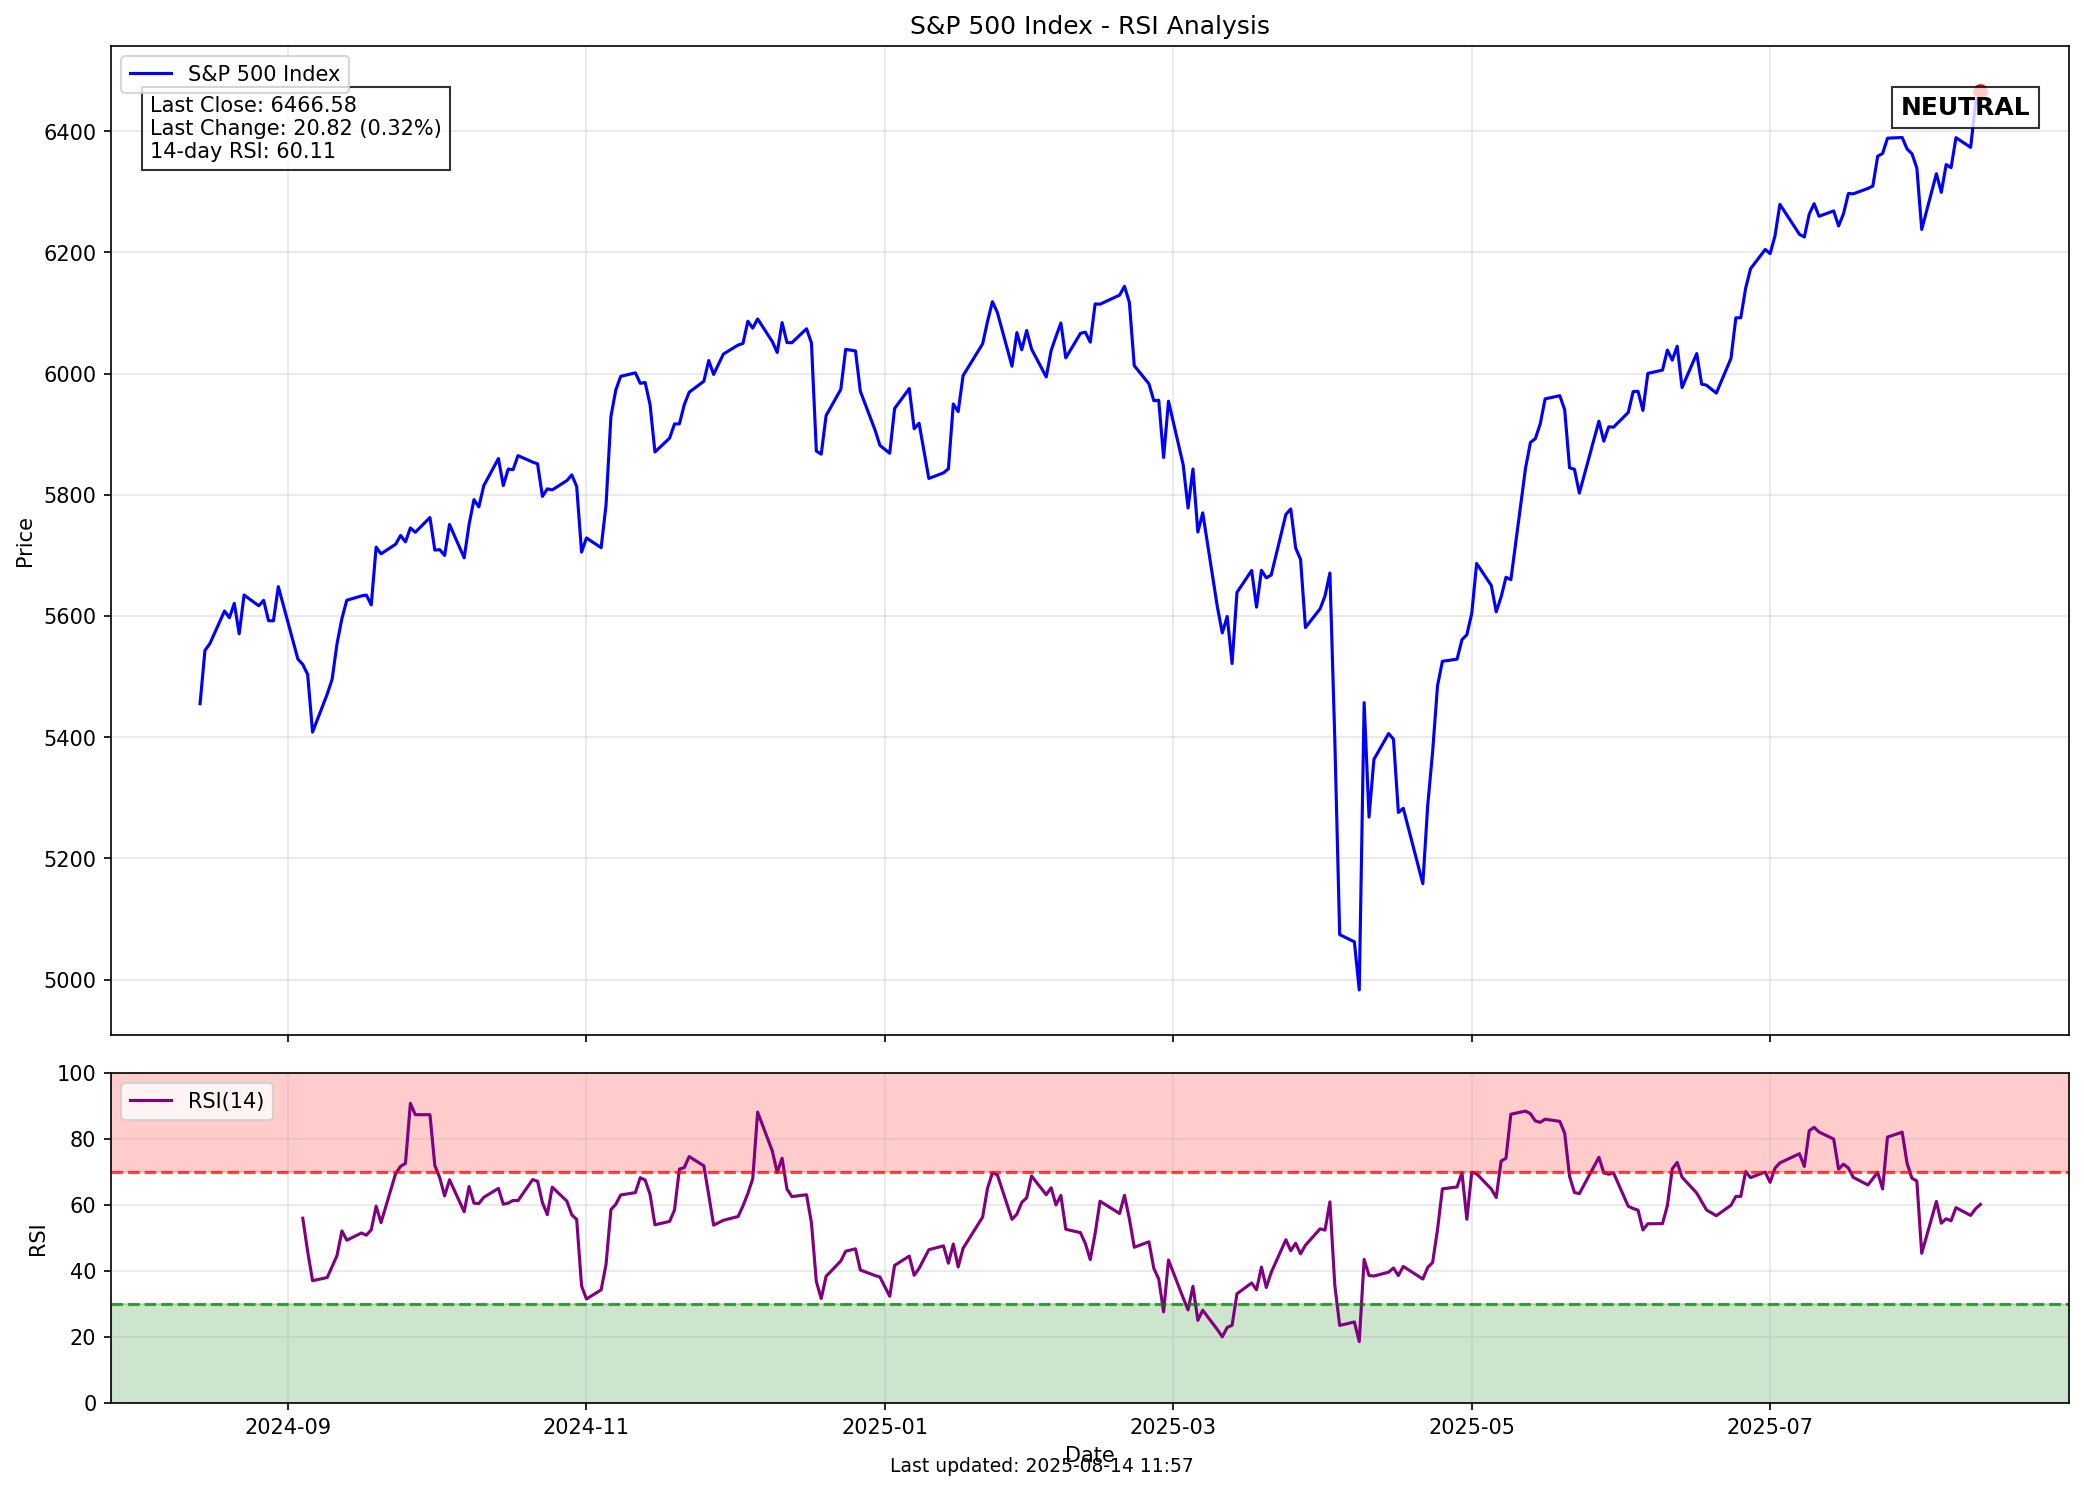 S&P 500 Index - RSI Analysis
S&P 500 Index
Last Close: 6466.58
Last Change: 20.82 (0.32%)
14-day RSI: 60.11
NEUTRAL
6400
6200
6000
5800
5600
5400
5200
5000
Price
RSI(14)
100
80
60
40
20
0
RSI
2024-09
2024-11
2025-01
2025-03
2025-05
2025-07
Date
Last updated: 2025-08-14 11:57